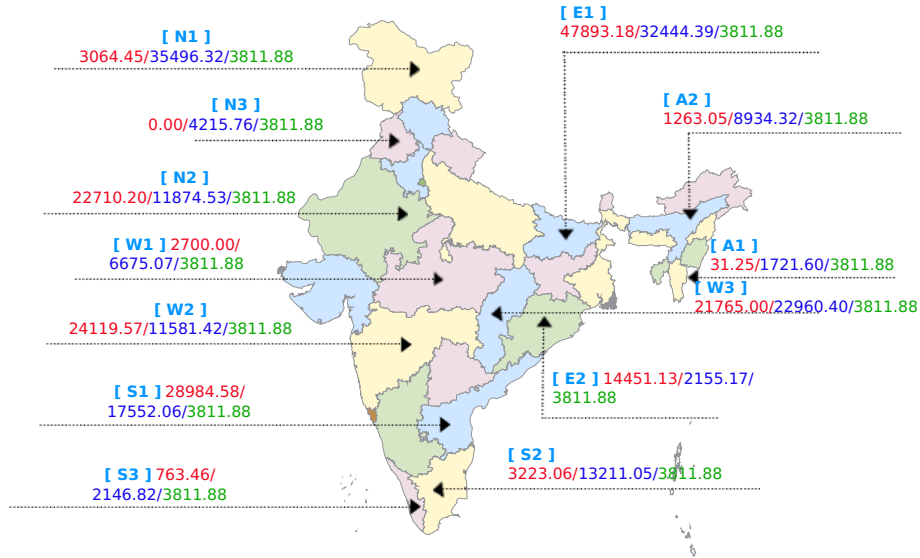 [ E1 ]
47893.18/32444.39/3811.88
[ N1 ]
3064.45/35496.32/3811.88
[ N3 ]
0.00/4215.76/3811.88
[ A2 ]
1263.05/8934.32/3811.88
[ N2 ]
22710.20/11874.53/3811.88
[ W1 ] 2700.00/
6675.07/3811.88
[ A1 ]
31.25/1721.60/3811.88
[ W3 ]
21765.00/22960.40/3811.88
[ W2 ]
24119.57/11581.42/3811.88
[ E2 ] 14451.13/2155.17/
3811.88
[ S1 ] 28984.58/
17552.06/3811.88
[ S2 ]
3223.06/13211.05/3811.88
[ S3 ] 763.46/
2146.82/3811.88